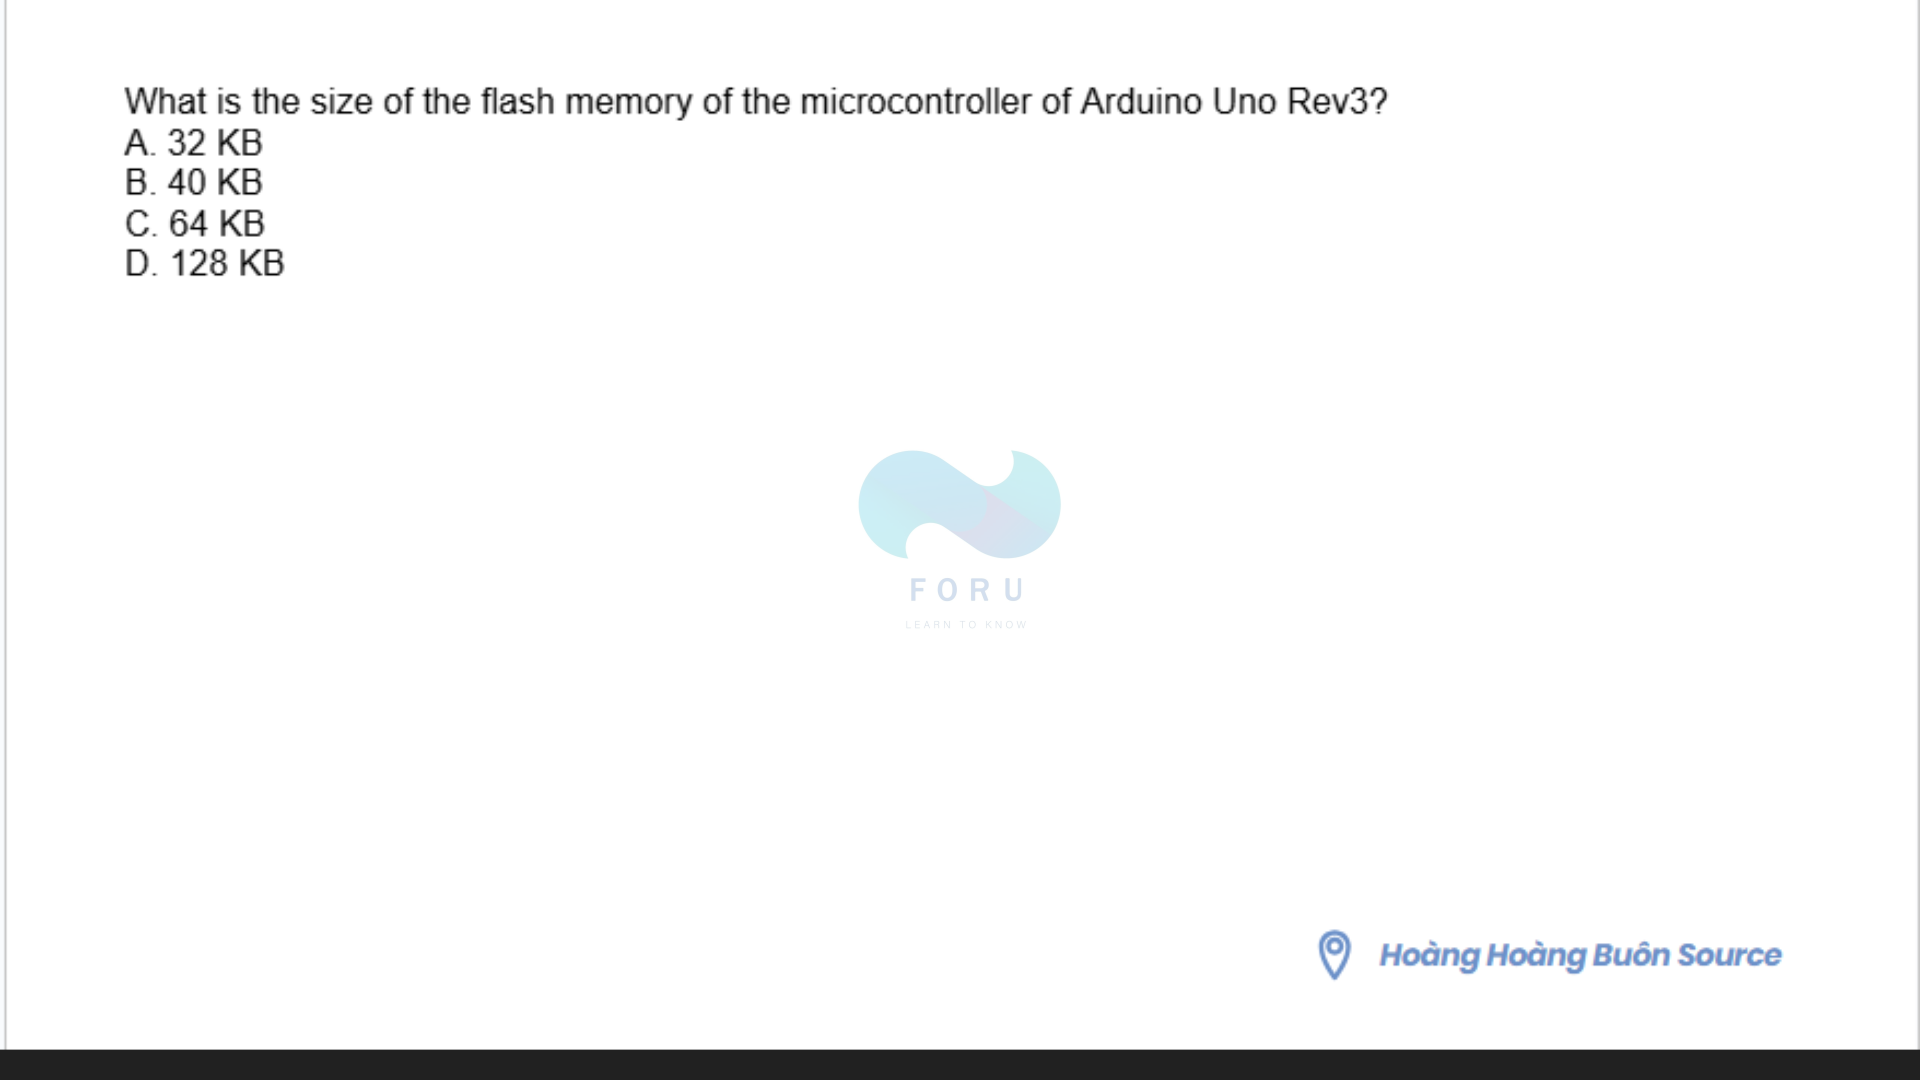 What is the size of the flash memory of the microcontroller of Arduino Uno Rev3?
A. 32 KB
B. 40 KB
C. 64 KB
D. 128 KB
FORU
LEARN TO KNOW
Hoàng Hoàng Buôn Source